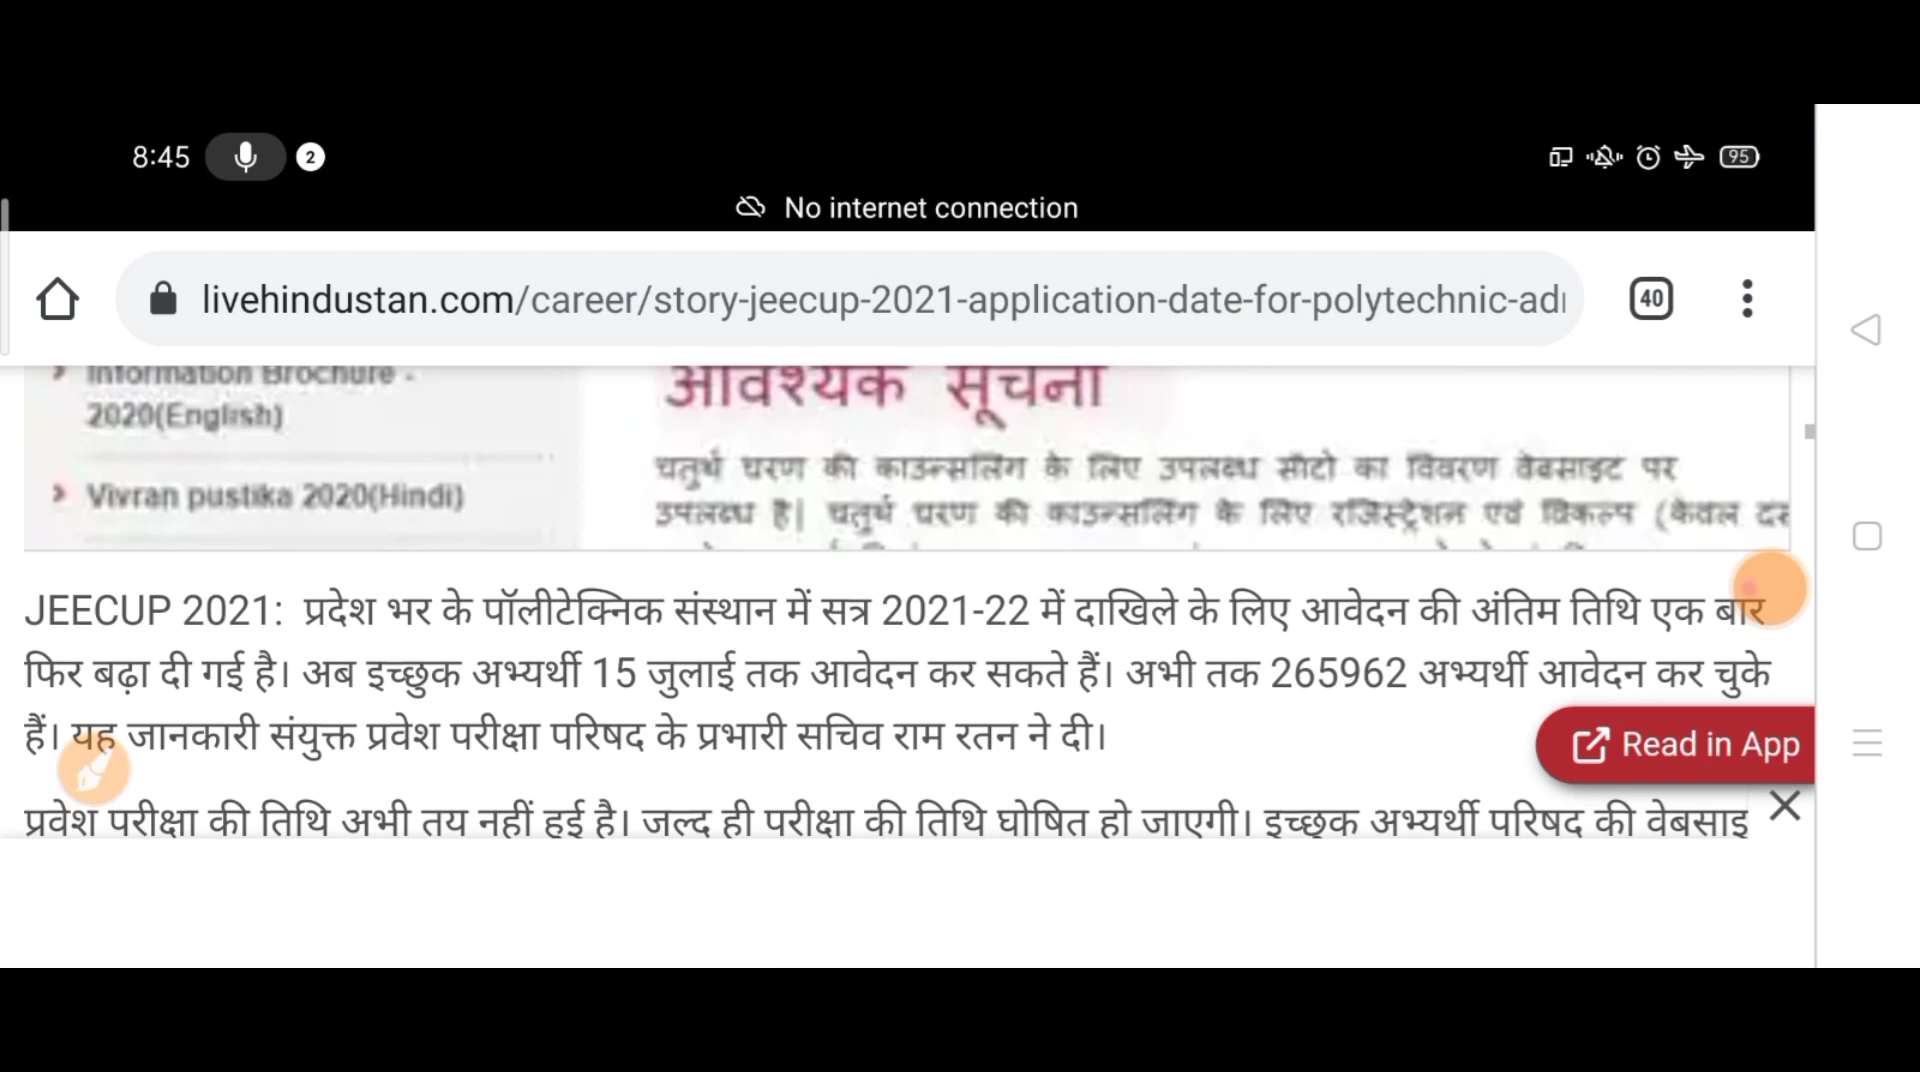 8:45 2 95
No internet connection
livehindustan.com/career/story-jeecup-2021-application-date-for-polytechnic-adı 40
Information Brochure -
2020(English)
Vivran pustika 2020(Hindi)
आवश्यक सूचना
चतुर्थ चरण की काउन्सलिंग के लिए उपलब्ध सीटो का विवरण वेबसाइट पर
उपलब्ध है| चतुर्थ चरण की काउन्सलिंग के लिए रजिस्ट्रेशन एवं विकल्प (केवल
JEECUP 2021: प्रदेश भर के पॉलीटेक्निक संस्थान में सत्र 2021-22 में दाखिले के लिए आवेदन की अंतिम तिथि एक बार
फिर बढ़ा दी गई है। अब इच्छुक अभ्यर्थी 15 जुलाई तक आवेदन कर सकते हैं। अभी तक 265962 अभ्यर्थी आवेदन कर चुके
हैं। यह जानकारी संयुक्त प्रवेश परीक्षा परिषद के प्रभारी सचिव राम रतन ने दी।
Read in App
प्रवेश परीक्षा की तिथि अभी तय नहीं हुई है। जल्द ही परीक्षा की तिथि घोषित हो जाएगी। इच्छुक अभ्यर्थी परिषद की वेबसाइ